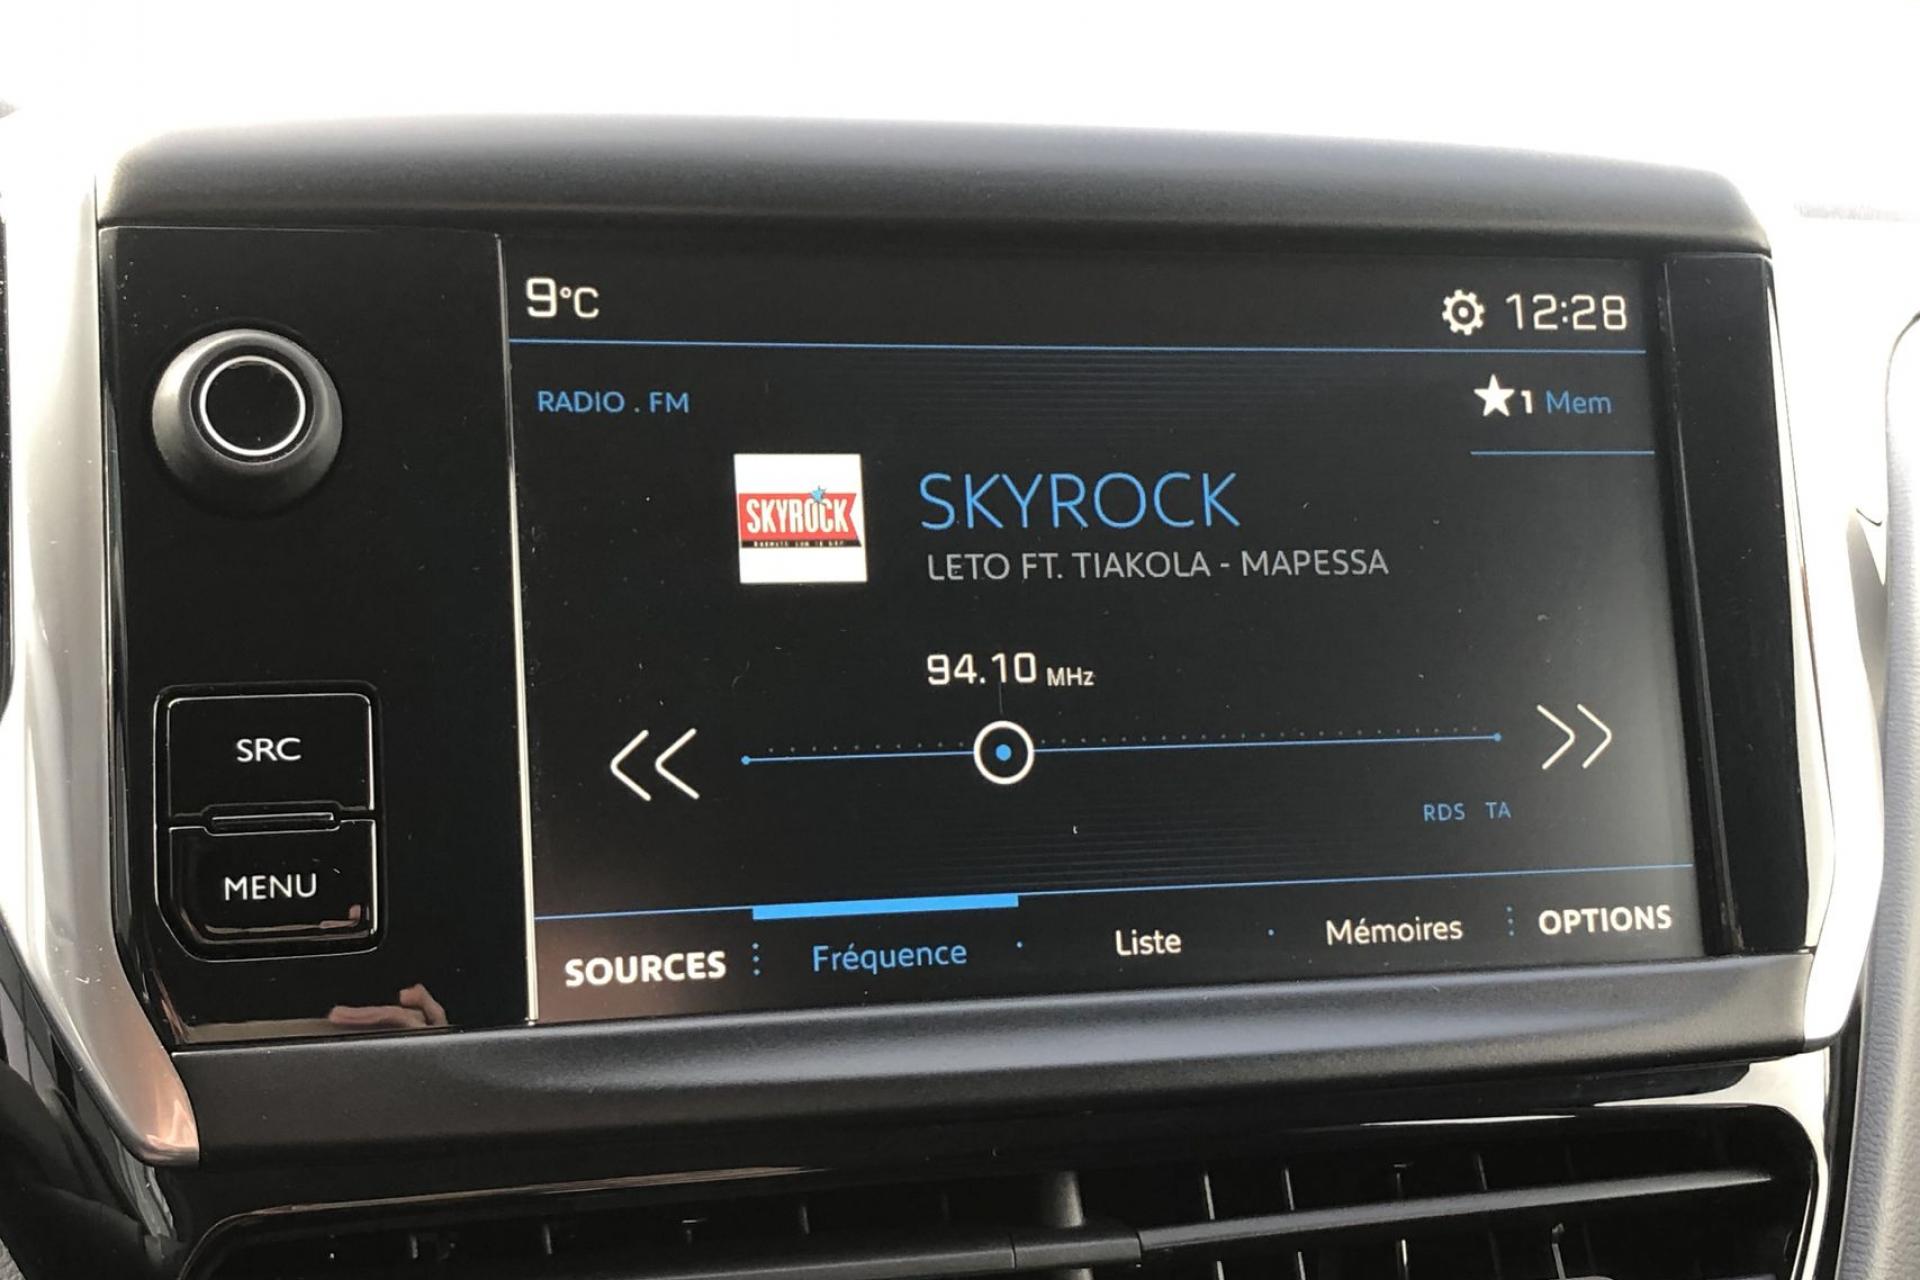 9°C
12:28
RADIO . FM
1 Mem
SKYROCK
SKYROCK
LETO FT. TIAKOLA - MAPESSA
94.10 MHz
SRC
RDS TA
MENU
SOURCES Fréquence Liste Mémoires OPTIONS